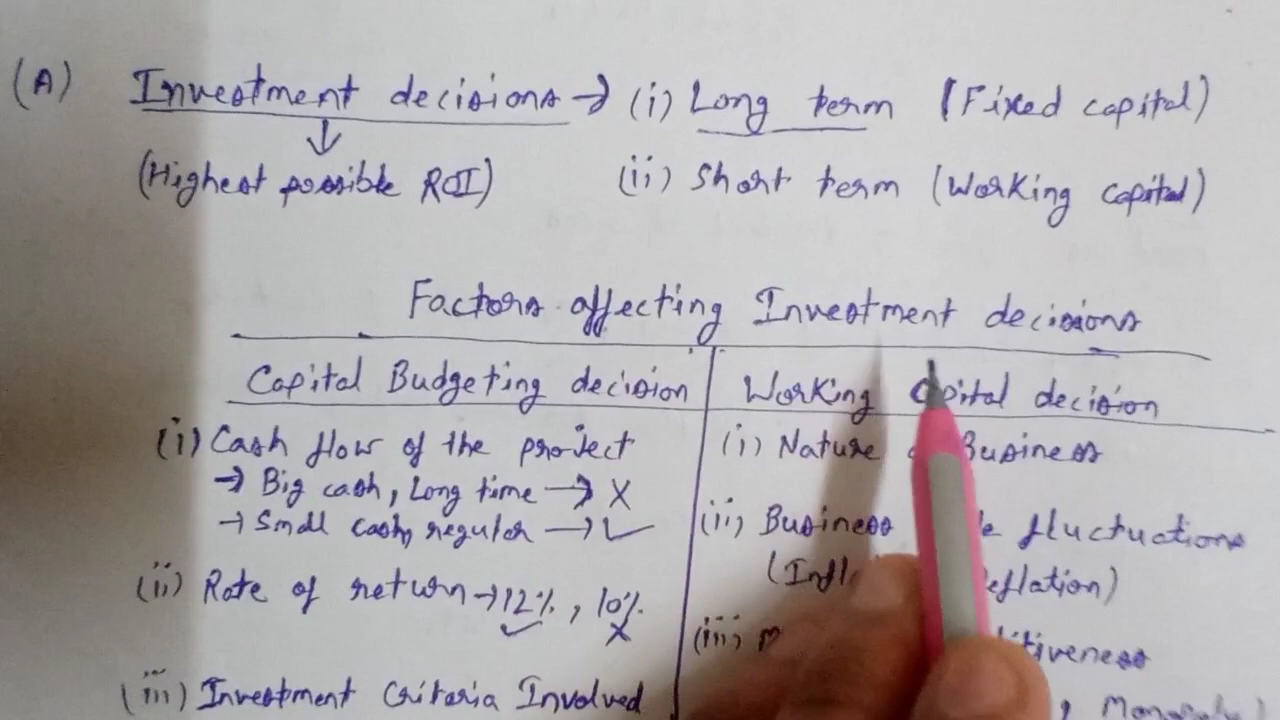 (A) Investment decisions → (i) Long term (Fixed capital)
↓
(Highest possible ROI) (ii) Short term (Working capital)
Factors affecting Investment decisions
Capital Budgeting decision
(i) Cash flow of the project
→ Big cash, Long time → X
→ Small cash, regular → ✓
(ii) Rate of return → 12%, 10%
✓ X
(iii) Investment Criteria Involved
Working capital decision
(i) Nature Business
(ii) Business fluctuations
(iii)